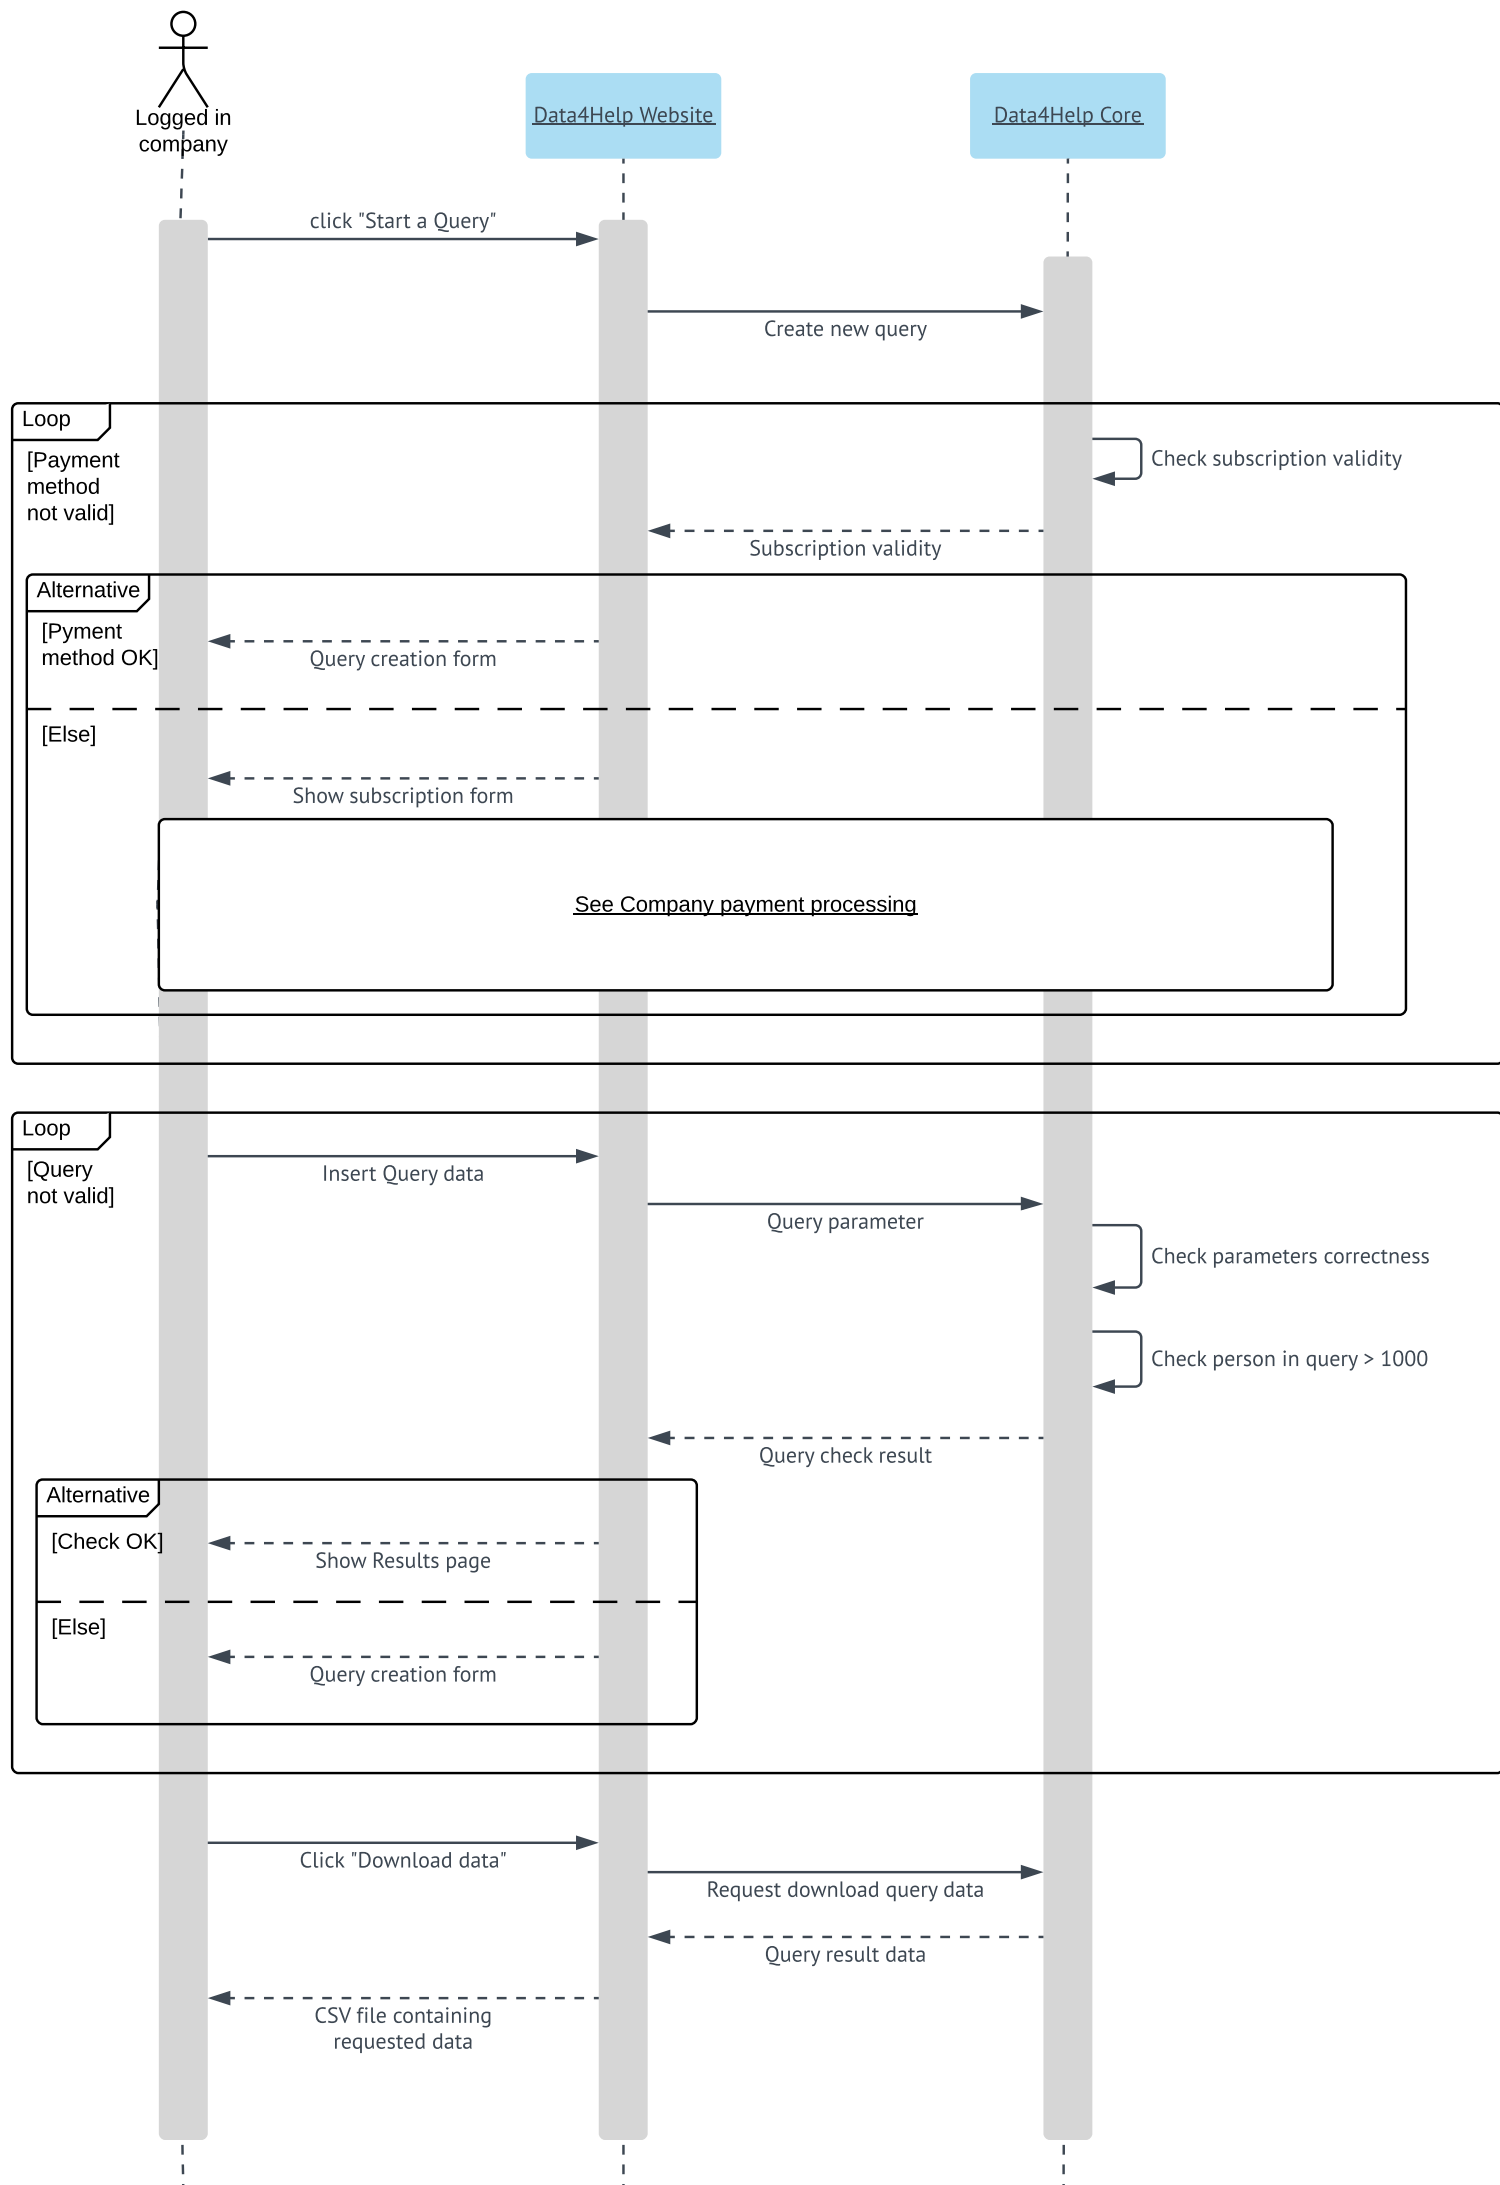 Logged in
company
Data4Help Website
Data4Help Core
click "Start a Query"
Create new query
Loop
[Payment
method
not valid]
Check subscription validity
Subscription validity
Alternative
[Pyment
method OK]
Query creation form
[Else]
Show subscription form
See Company payment processing
Loop
[Query
not valid]
Insert Query data
Query parameter
Check parameters correctness
Check person in query > 1000
Query check result
Alternative
[Check OK]
Show Results page
[Else]
Query creation form
Click "Download data"
Request download query data
Query result data
CSV file containing
requested data